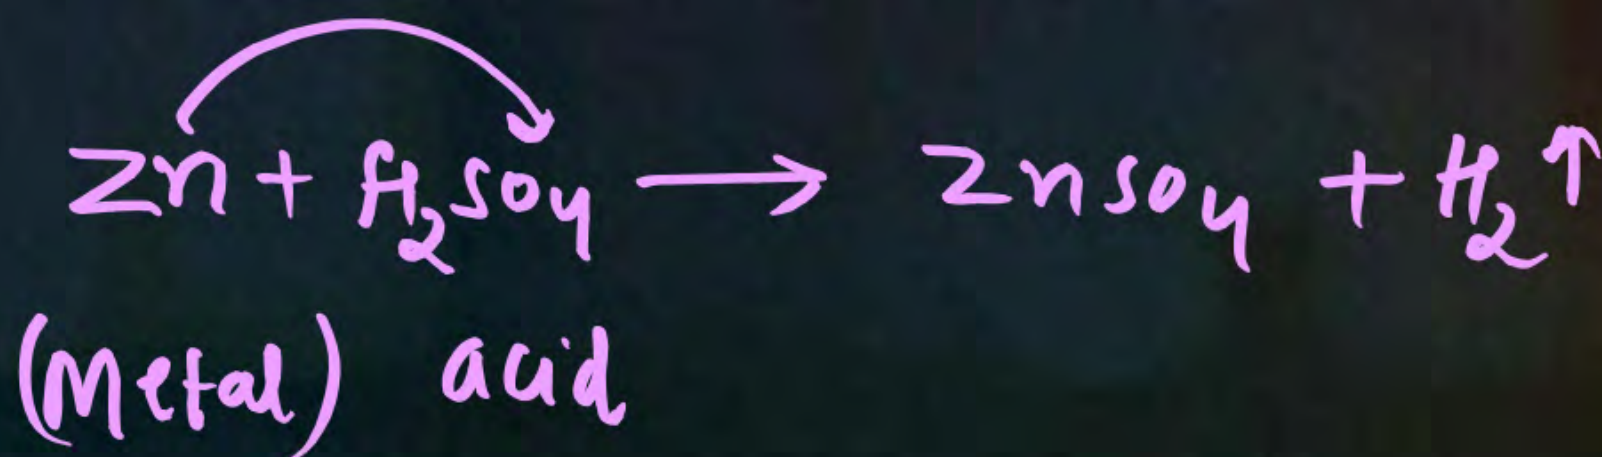 Zn + H₂SO₄ → ZnSO₄ + H₂↑
(Metal) acid